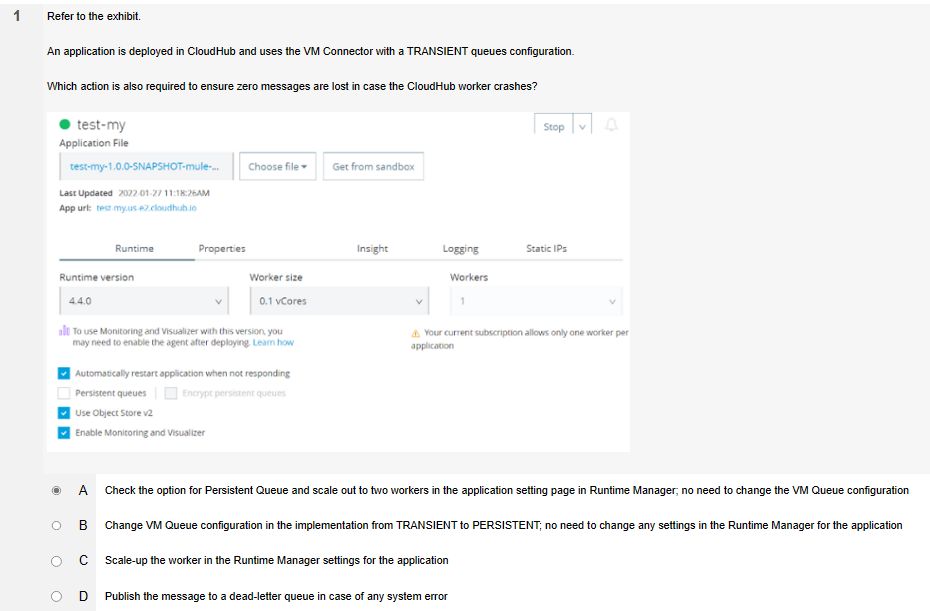 1
Refer to the exhibit.
An application is deployed in CloudHub and uses the VM Connector with a TRANSIENT queues configuration.
Which action is also required to ensure zero messages are lost in case the CloudHub worker crashes?
test-my
Stop
Application File
test-my-1.0.0-SNAPSHOT-mule-...
Choose file
Get from sandbox
Last Updated 2022-01-27 11:18:26AM
App url: test-my.us-e2.cloudhub.io
Runtime Properties Insight Logging Static IPs
Runtime version Worker size Workers
4.4.0 0.1 vCores 1
To use Monitoring and Visualizer with this version, you
may need to enable the agent after deploying. Learn how
Your current subscription allows only one worker per
application
Automatically restart application when not responding
Persistent queues | Encrypt persistent queues
Use Object Store v2
Enable Monitoring and Visualizer
A Check the option for Persistent Queue and scale out to two workers in the application setting page in Runtime Manager; no need to change the VM Queue configuration
B Change VM Queue configuration in the implementation from TRANSIENT to PERSISTENT; no need to change any settings in the Runtime Manager for the application
C Scale-up the worker in the Runtime Manager settings for the application
D Publish the message to a dead-letter queue in case of any system error